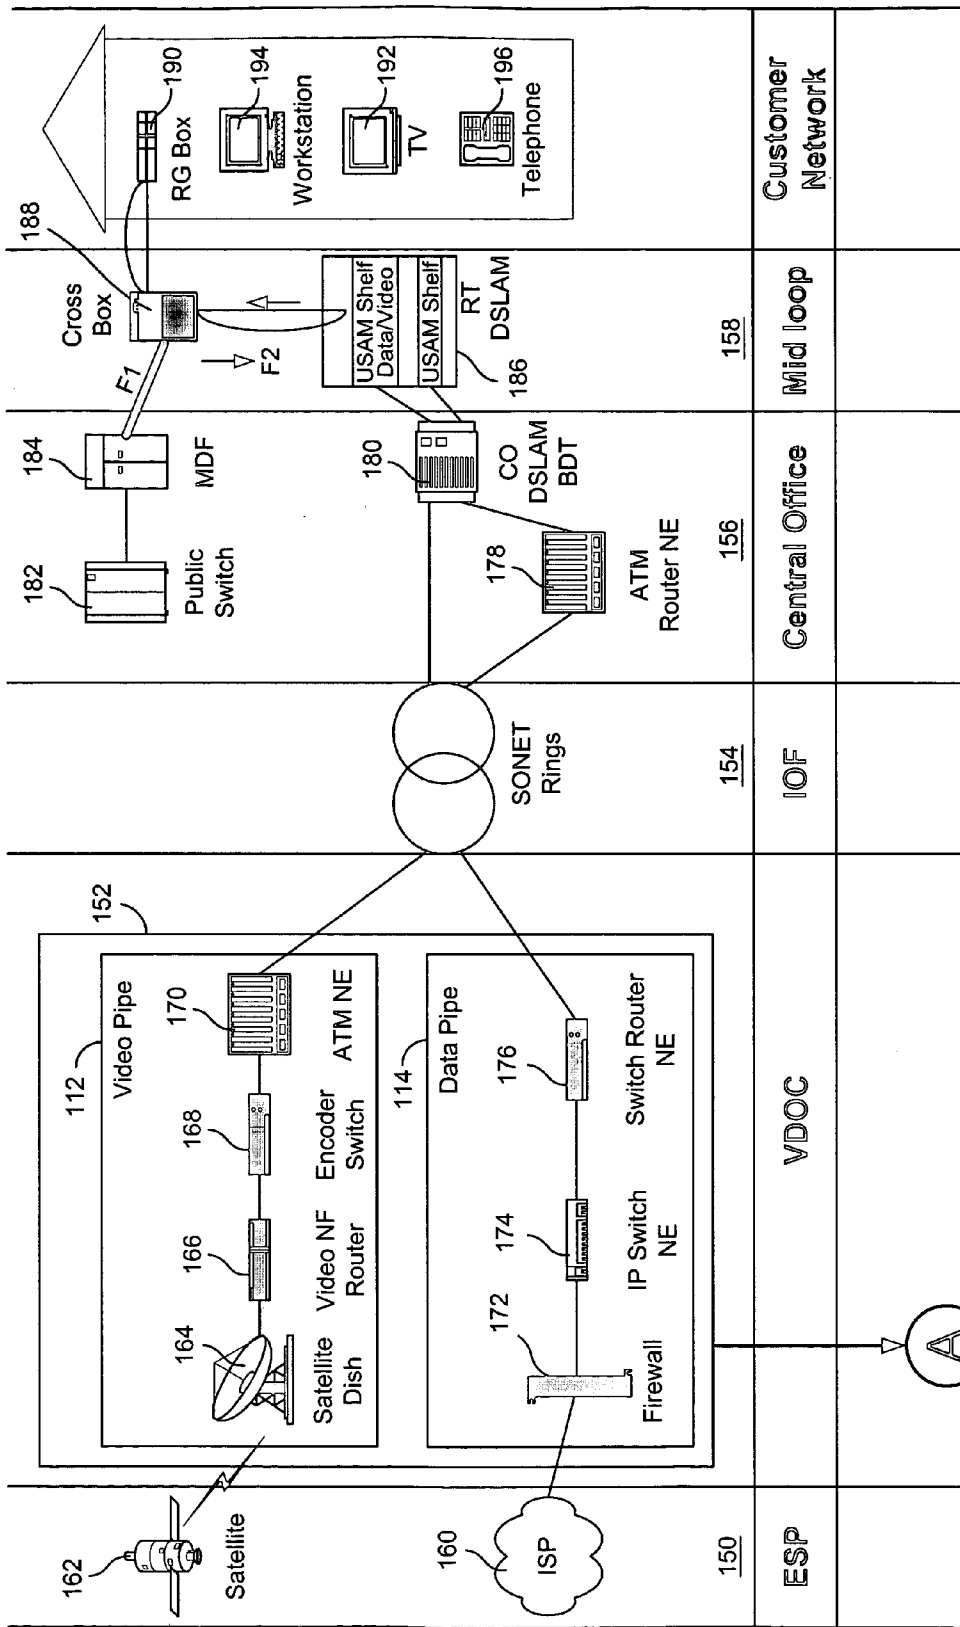 162
Satellite
160
ISP
150
ESP
152
112
Video Pipe
164
Satellite
Dish
166
Video NF
Router
168
Encoder
Switch
170
ATM NE
114
Data Pipe
172
Firewall
174
IP Switch
NE
176
Switch Router
NE
VDOC
A
SONET
Rings
154
IOF
182
Public
Switch
184
MDF
178
ATM
Router NE
180
CO
DSLAM
BDT
156
Central Office
F1
Cross
Box
188
F2
USAM Shelf
Data/Video
USAM Shelf
RT
DSLAM
186
158
Mid loop
190
RG Box
194
Workstation
192
TV
196
Telephone
Customer
Network